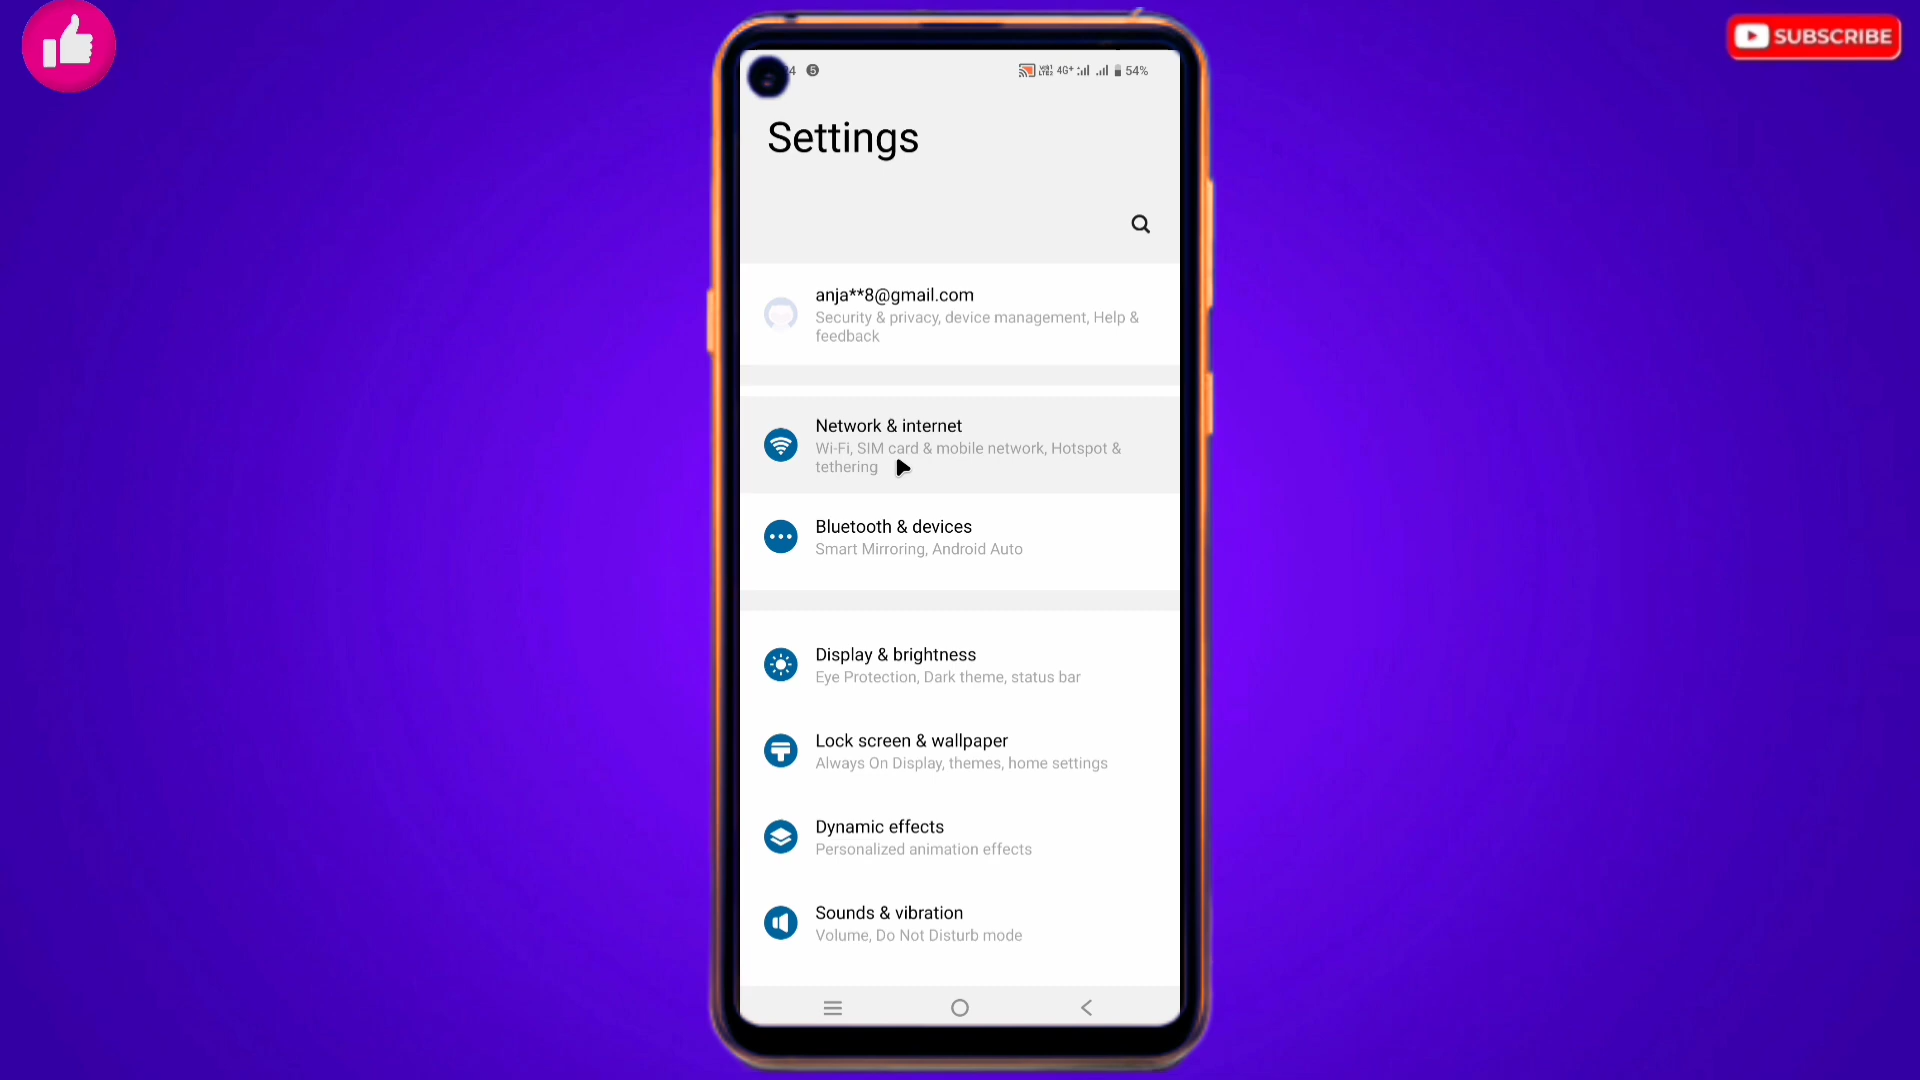 SUBSCRIBE
4 5 4G+ 54%
Settings
anja**8@gmail.com
Security & privacy, device management, Help &
feedback
Network & internet
Wi-Fi, SIM card & mobile network, Hotspot &
tethering
Bluetooth & devices
Smart Mirroring, Android Auto
Display & brightness
Eye Protection, Dark theme, status bar
Lock screen & wallpaper
Always On Display, themes, home settings
Dynamic effects
Personalized animation effects
Sounds & vibration
Volume, Do Not Disturb mode